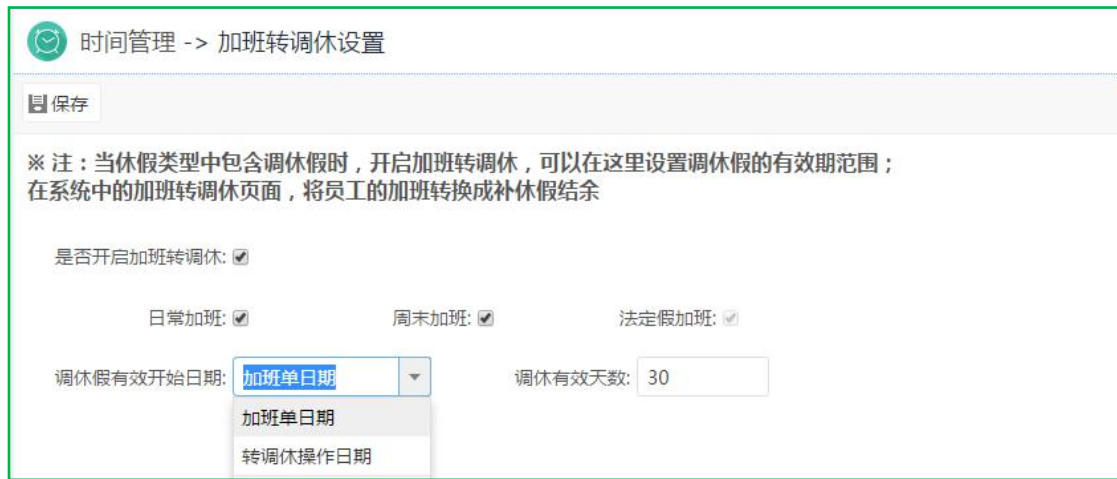 时间管理 -> 加班转调休设置
保存
※ 注：当休假类型中包含调休假时，开启加班转调休，可以在这里设置调休假的有效期范围；
在系统中的加班转调休页面，将员工的加班转换成补休假结余
是否开启加班转调休:
日常加班: 周末加班: 法定假加班:
调休假有效开始日期: 加班单日期 调休有效天数: 30
加班单日期
转调休操作日期